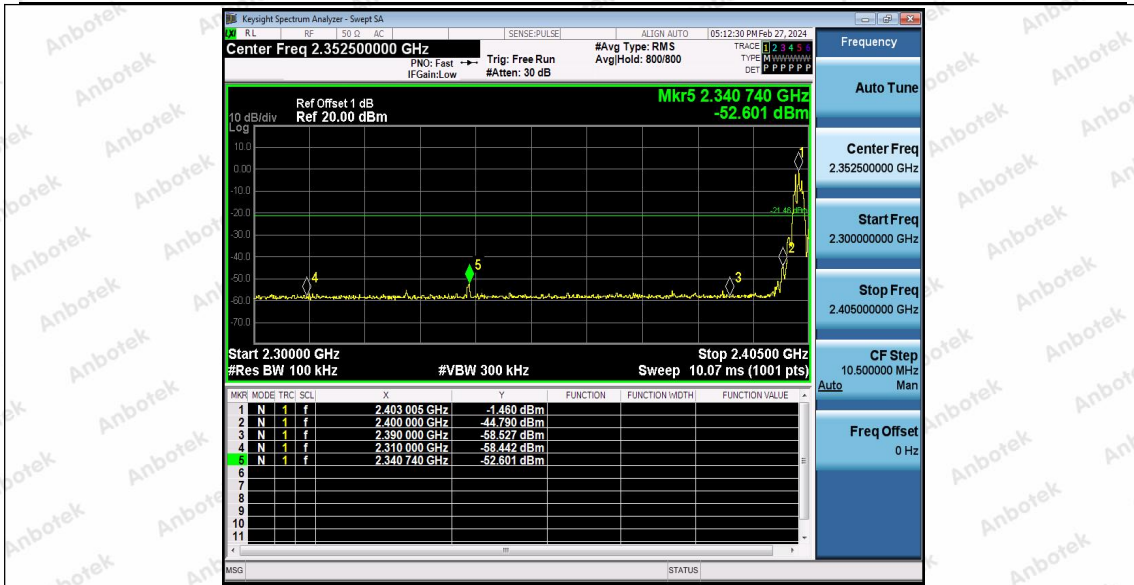 Keysight Spectrum Analyzer - Swept SA
LXI RL RF 50 Ω AC SENSE:PULSE ALIGN AUTO 05:12:30 PM Feb 27, 2024
Center Freq 2.352500000 GHz
PNO: Fast Trig: Free Run
IFGain:Low #Atten: 30 dB
#Avg Type: RMS
Avg|Hold: 800/800
TRACE 1 2 3 4 5 6
TYPE M WWWWW
DET P P P P P P
Mkr5 2.340 740 GHz
-52.601 dBm
Ref Offset 1 dB
10 dB/div Ref 20.00 dBm
Log
10.0
0.00
-10.0
-20.0
-30.0
-40.0
-50.0
-60.0
-70.0
1
-21.46 dBm
2
3
4
5
Start 2.30000 GHz Stop 2.40500 GHz
#Res BW 100 kHz #VBW 300 kHz Sweep 10.07 ms (1001 pts)
MKR MODE TRC SCL X Y FUNCTION FUNCTION WIDTH FUNCTION VALUE
1 N 1 f 2.403 005 GHz -1.460 dBm
2 N 1 f 2.400 000 GHz -44.790 dBm
3 N 1 f 2.390 000 GHz -58.527 dBm
4 N 1 f 2.310 000 GHz -58.442 dBm
5 N 1 f 2.340 740 GHz -52.601 dBm
6
7
8
9
10
11
MSG STATUS
Frequency
Auto Tune
Center Freq
2.352500000 GHz
Start Freq
2.300000000 GHz
Stop Freq
2.405000000 GHz
CF Step
10.500000 MHz
Auto Man
Freq Offset
0 Hz
Anbotek